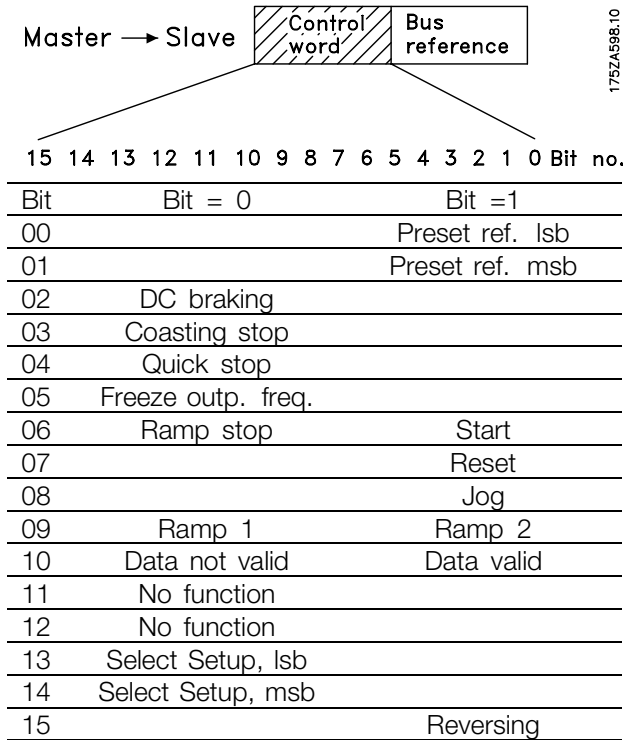 Master → Slave
Control word
Bus reference
175ZA598.10
15 14 13 12 11 10 9 8 7 6 5 4 3 2 1 0 Bit no.
Bit Bit = 0 Bit =1
00 Preset ref. lsb
01 Preset ref. msb
02 DC braking
03 Coasting stop
04 Quick stop
05 Freeze outp. freq.
06 Ramp stop Start
07 Reset
08 Jog
09 Ramp 1 Ramp 2
10 Data not valid Data valid
11 No function
12 No function
13 Select Setup, lsb
14 Select Setup, msb
15 Reversing